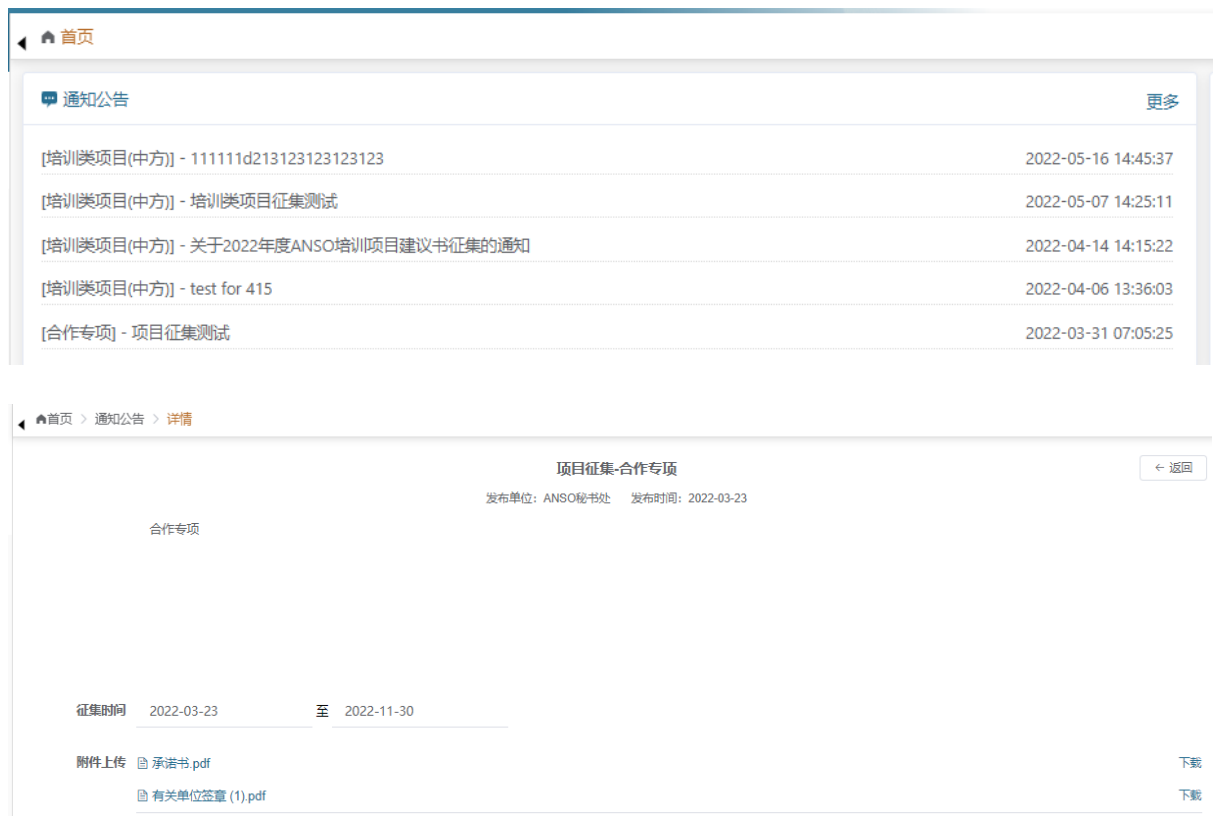 首页
通知公告 更多
[培训类项目(中方)] - 111111d213123123123123 2022-05-16 14:45:37
[培训类项目(中方)] - 培训类项目征集测试 2022-05-07 14:25:11
[培训类项目(中方)] - 关于2022年度ANSO培训项目建议书征集的通知 2022-04-14 14:15:22
[培训类项目(中方)] - test for 415 2022-04-06 13:36:03
[合作专项] - 项目征集测试 2022-03-31 07:05:25
首页 > 通知公告 > 详情
项目征集-合作专项 ← 返回
发布单位：ANSO秘书处 发布时间：2022-03-23
合作专项
征集时间 2022-03-23 至 2022-11-30
附件上传 承诺书.pdf 下载
有关单位签章 (1).pdf 下载